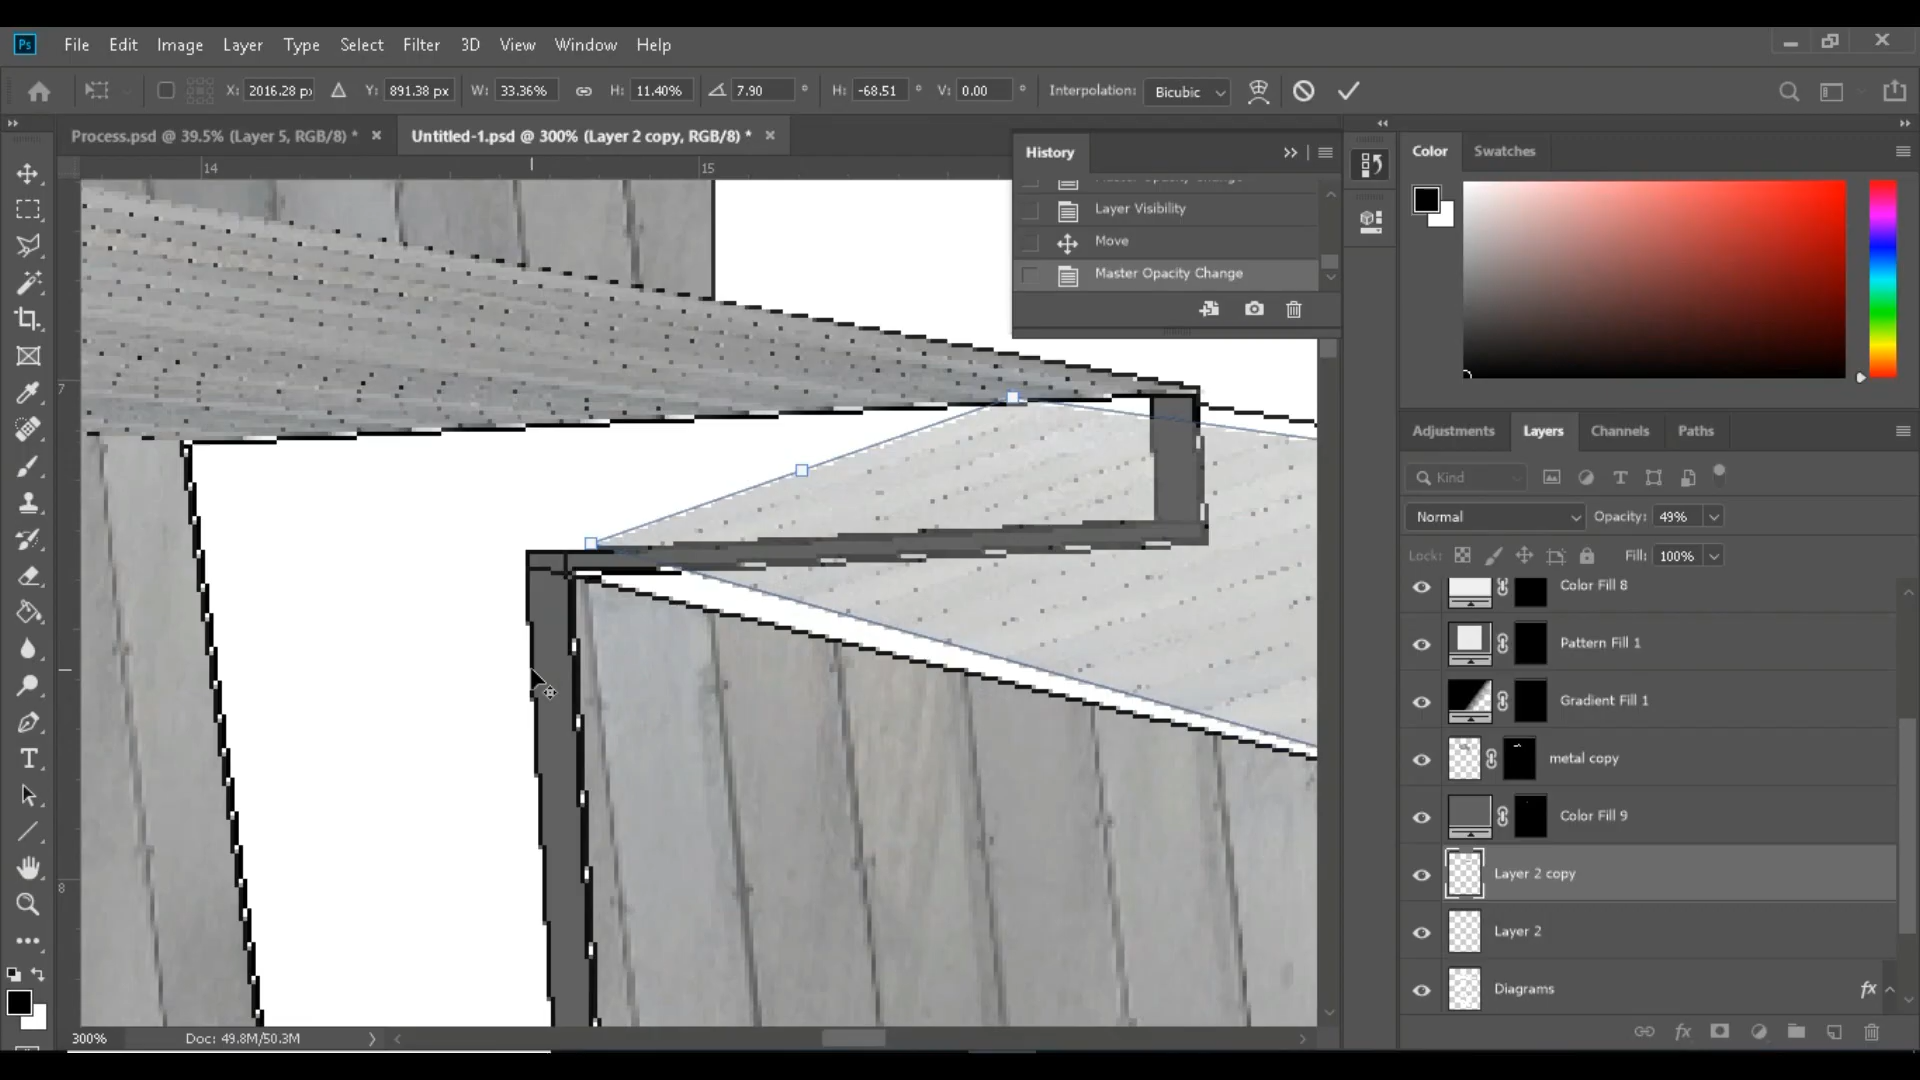 Ps File Edit Image Layer Type Select Filter 3D View Window Help
X: 2016.28 px Y: 891.38 px W: 33.36% H: 11.40% 7.90 ° H: -68.51 ° V: 0.00 ° Interpolation: Bicubic
Process.psd @ 39.5% (Layer 5, RGB/8) * Untitled-1.psd @ 300% (Layer 2 copy, RGB/8) *
14 15
7
8
History
Master Opacity Change
Layer Visibility
Move
Master Opacity Change
Color Swatches
Adjustments Layers Channels Paths
Kind
Normal Opacity: 49%
Lock: Fill: 100%
Color Fill 8
Pattern Fill 1
Gradient Fill 1
metal copy
Color Fill 9
Layer 2 copy
Layer 2
Diagrams fx
fx
300% Doc: 49.8M/50.3M